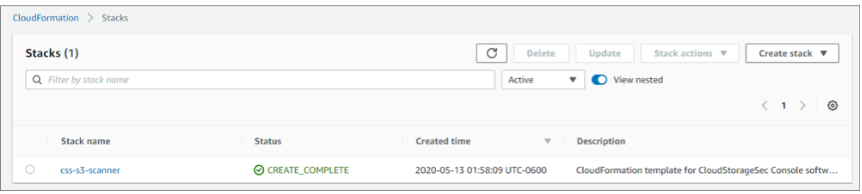 CloudFormation > Stacks
Stacks (1)
Delete Update Stack actions Create stack
Filter by stack name Active View nested
< 1 >
Stack name Status Created time Description
css-s3-scanner CREATE_COMPLETE 2020-05-13 01:58:09 UTC-0600 CloudFormation template for CloudStorageSec Console softw...